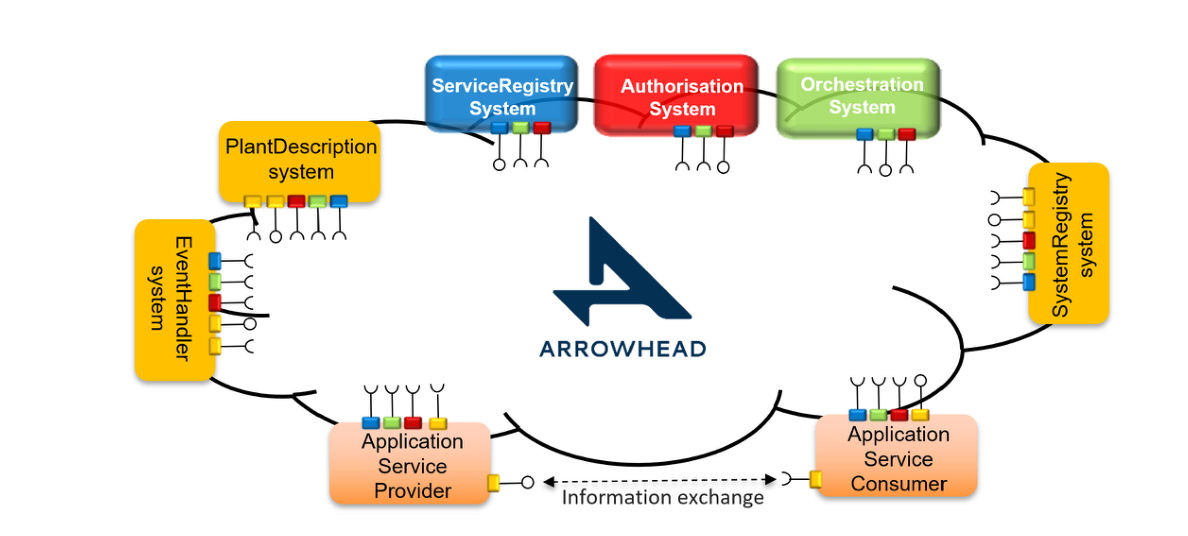 ServiceRegistry
System
Authorisation
System
Orchestration
System
PlantDescription
system
EventHandler
system
SystemRegistry
system
ARROWHEAD
Application
Service
Provider
Application
Service
Consumer
Information exchange